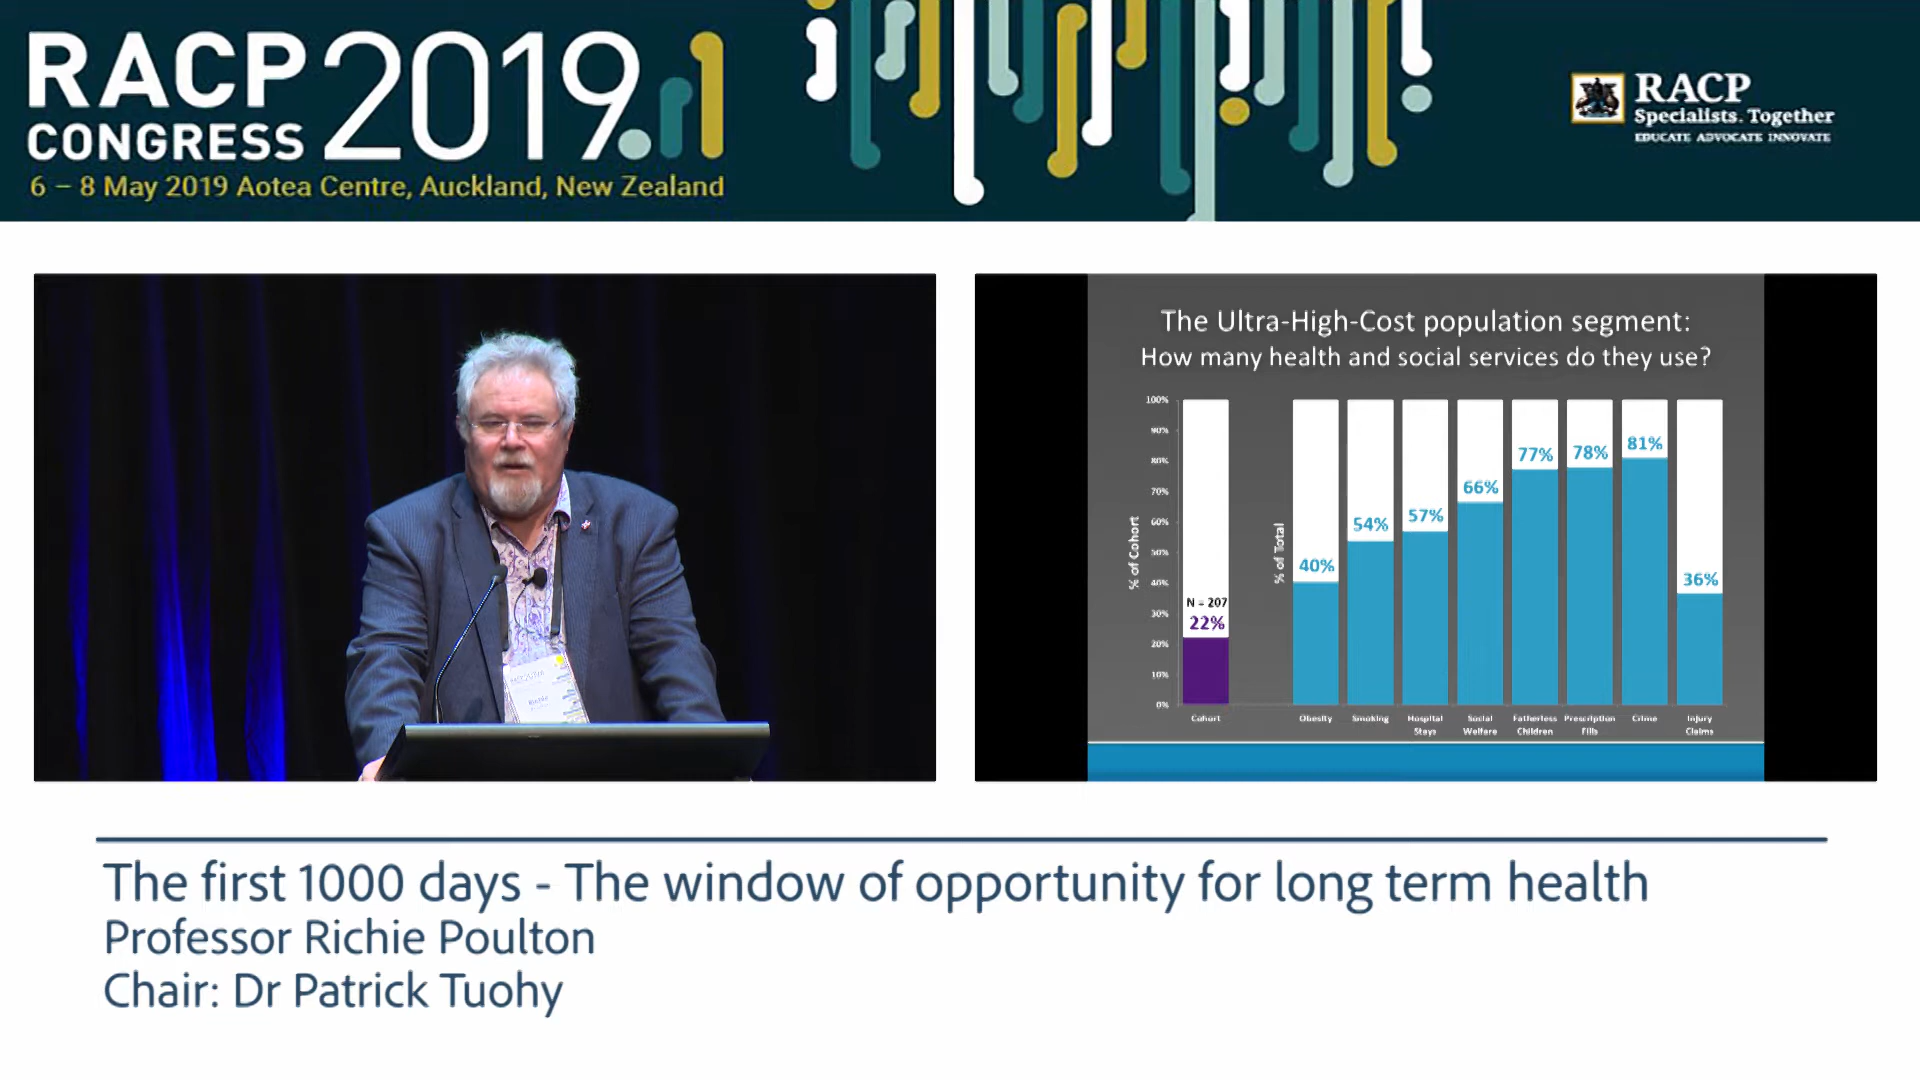 RACP
CONGRESS
2019
6 – 8 May 2019 Aotea Centre, Auckland, New Zealand
RACP
Specialists. Together
EDUCATE ADVOCATE INNOVATE
The Ultra-High-Cost population segment:
How many health and social services do they use?
% of Cohort
100%
90%
80%
70%
60%
50%
40%
30%
20%
10%
0%
N = 207
22%
Cohort
% of Total
40%
54%
57%
66%
77%
78%
81%
36%
Obesity
Smoking
Hospital
Stays
Social
Welfare
Fatherless
Children
Prescription
Fills
Crime
Injury
Claims
The first 1000 days - The window of opportunity for long term health
Professor Richie Poulton
Chair: Dr Patrick Tuohy